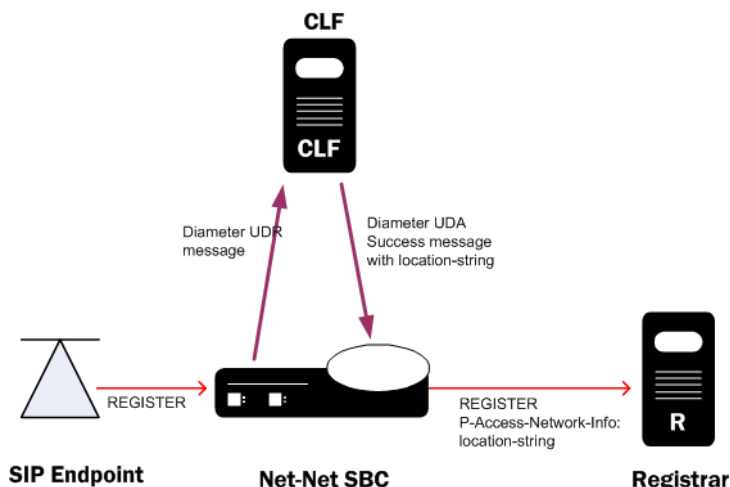 CLF
CLF
Diameter UDR
message
Diameter UDA
Success message
with location-string
REGISTER
REGISTER
P-Access-Network-Info:
location-string
R
SIP Endpoint
Net-Net SBC
Registrar